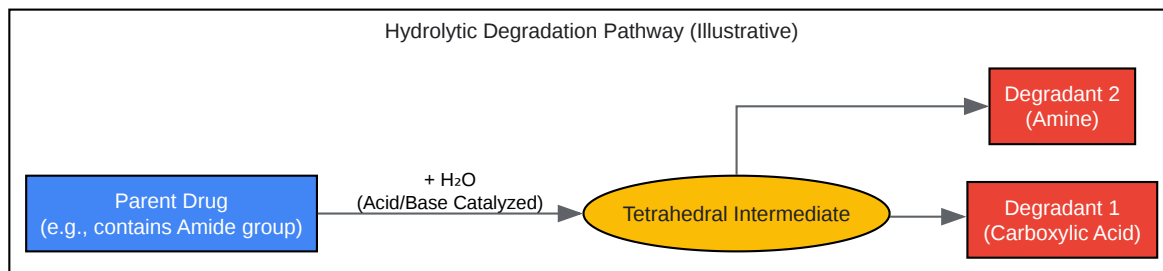 Hydrolytic Degradation Pathway (Illustrative)
Degradant 2
(Amine)
+ H₂O
(Acid/Base Catalyzed)
Parent Drug
(e.g., contains Amide group)
Tetrahedral Intermediate
Degradant 1
(Carboxylic Acid)